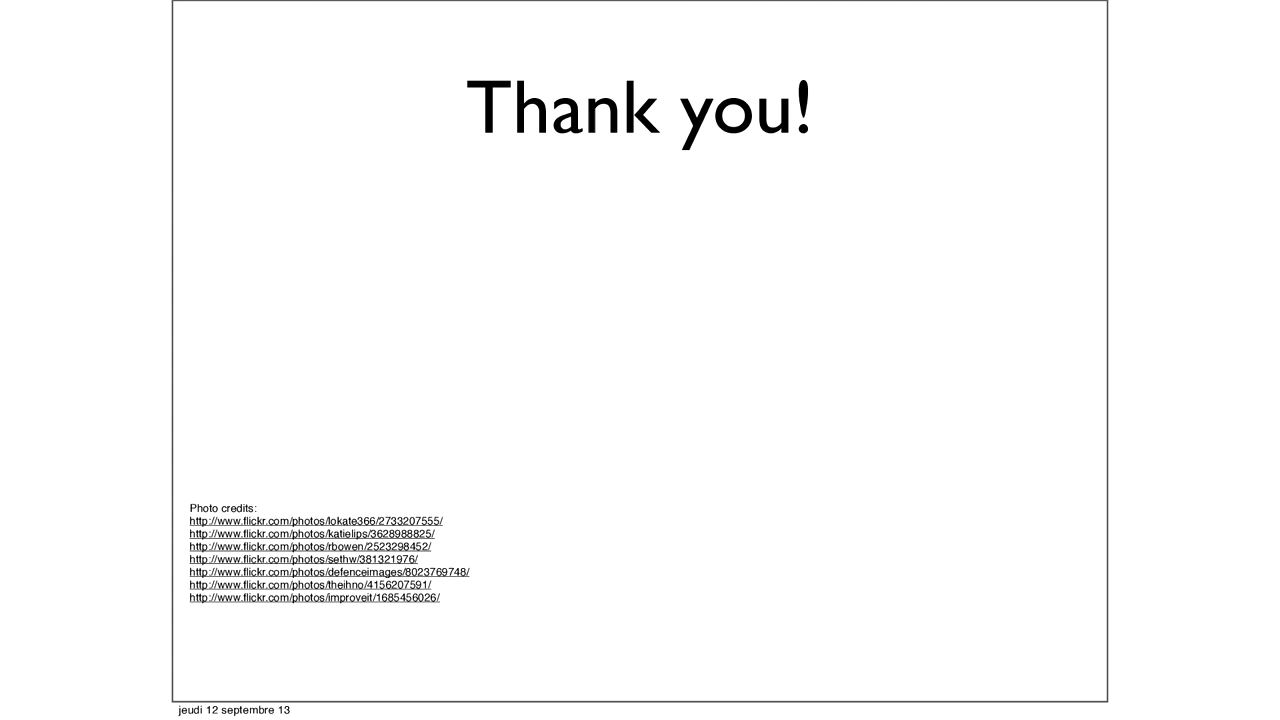 Thank you!
Photo credits:
http://www.flickr.com/photos/lokate366/2733207555/
http://www.flickr.com/photos/katielips/3628988825/
http://www.flickr.com/photos/rbowen/2523298452/
http://www.flickr.com/photos/sethw/381321976/
http://www.flickr.com/photos/defenceimages/8023769748/
http://www.flickr.com/photos/theihno/4156207591/
http://www.flickr.com/photos/improveit/1685456026/
jeudi 12 septembre 13